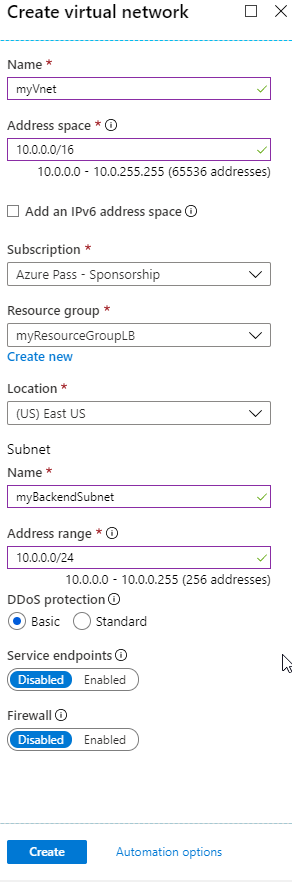 Create virtual network
Name *
myVnet
Address space *
10.0.0.0/16
10.0.0.0 - 10.0.255.255 (65536 addresses)
Add an IPv6 address space
Subscription *
Azure Pass - Sponsorship
Resource group *
myResourceGroupLB
Create new
Location *
(US) East US
Subnet
Name *
myBackendSubnet
Address range *
10.0.0.0/24
10.0.0.0 - 10.0.0.255 (256 addresses)
DDoS protection
Basic Standard
Service endpoints
Disabled Enabled
Firewall
Disabled Enabled
Create Automation options